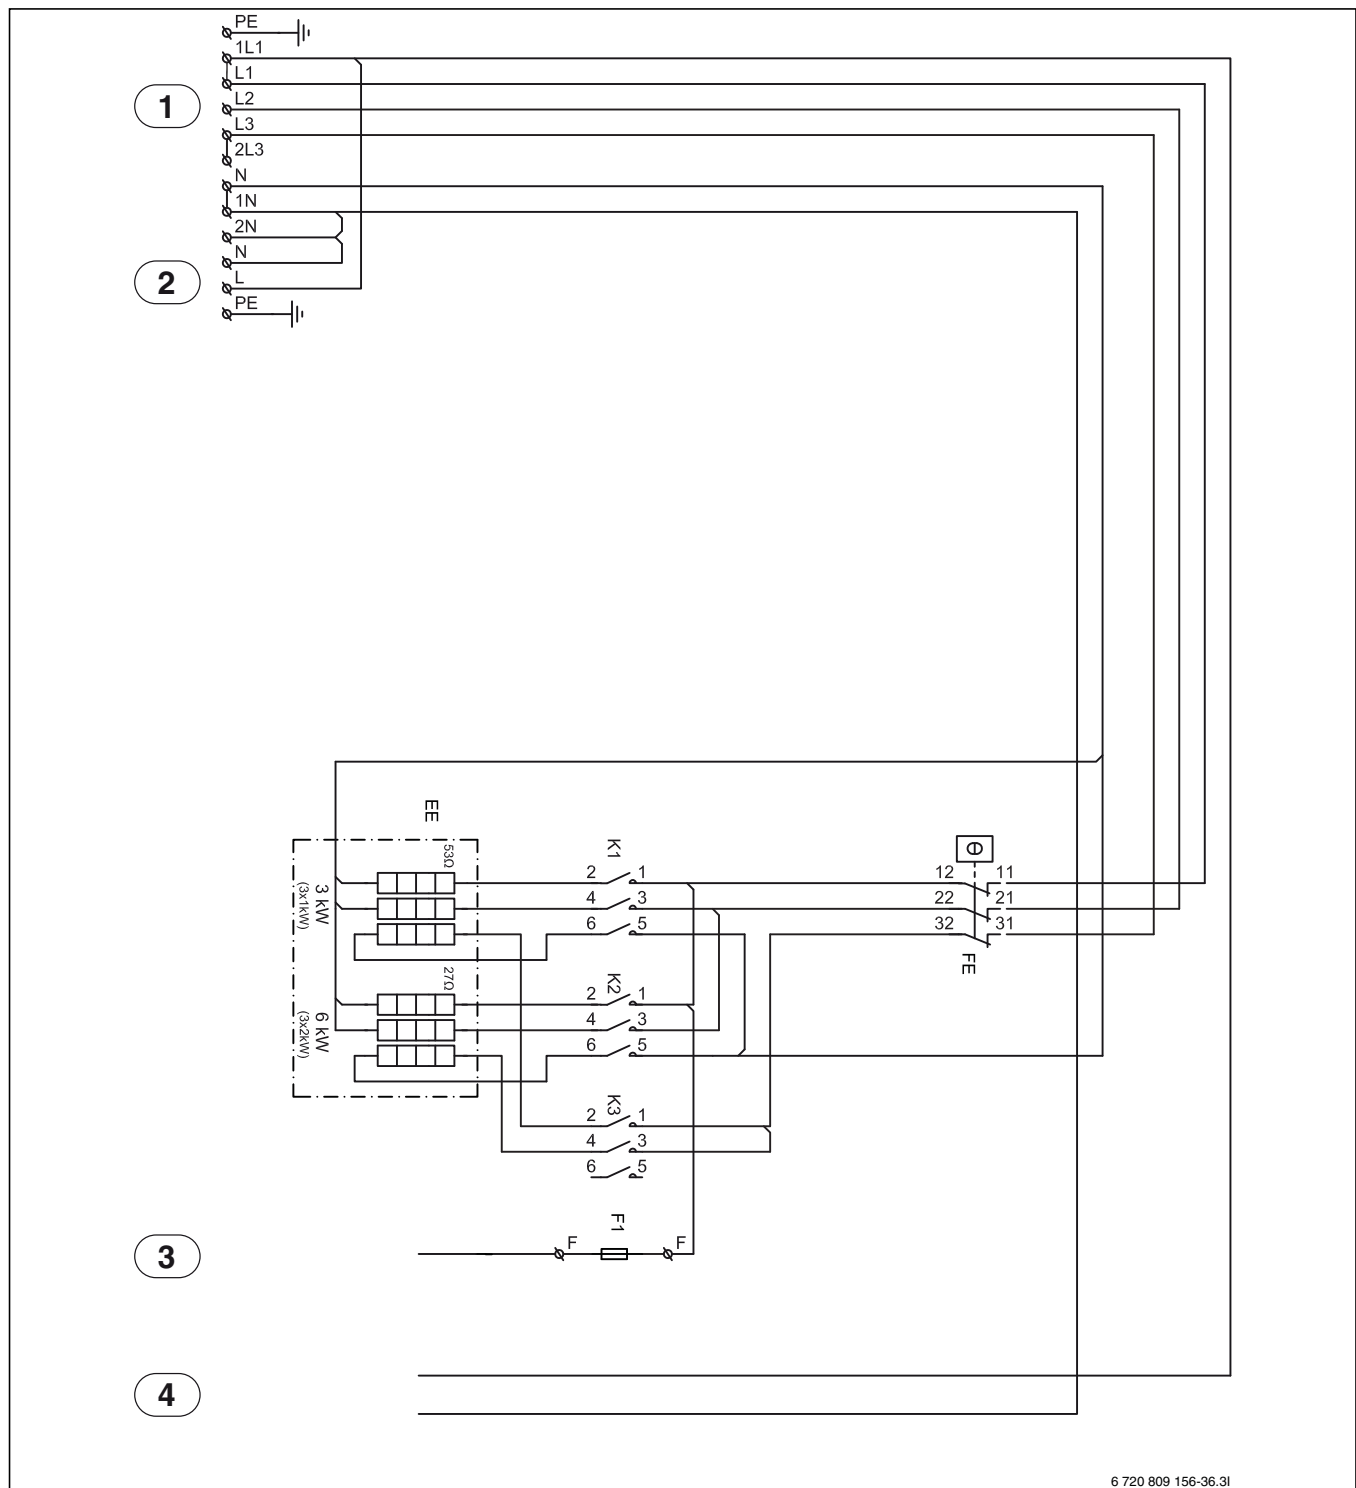 PE
1L1
L1
1
L2
L3
2L3
N
1N
2N
N
2
L
PE
EE
53Ω
3 kW
(3x1kW)
27Ω
6 kW
(3x2kW)
K1
2 1
4 3
6 5
K2
2 1
4 3
6 5
K3
2 1
4 3
6 5
θ
12 11
22 21
32 31
FE
F1
3
F F
4
6 720 809 156-36.3I